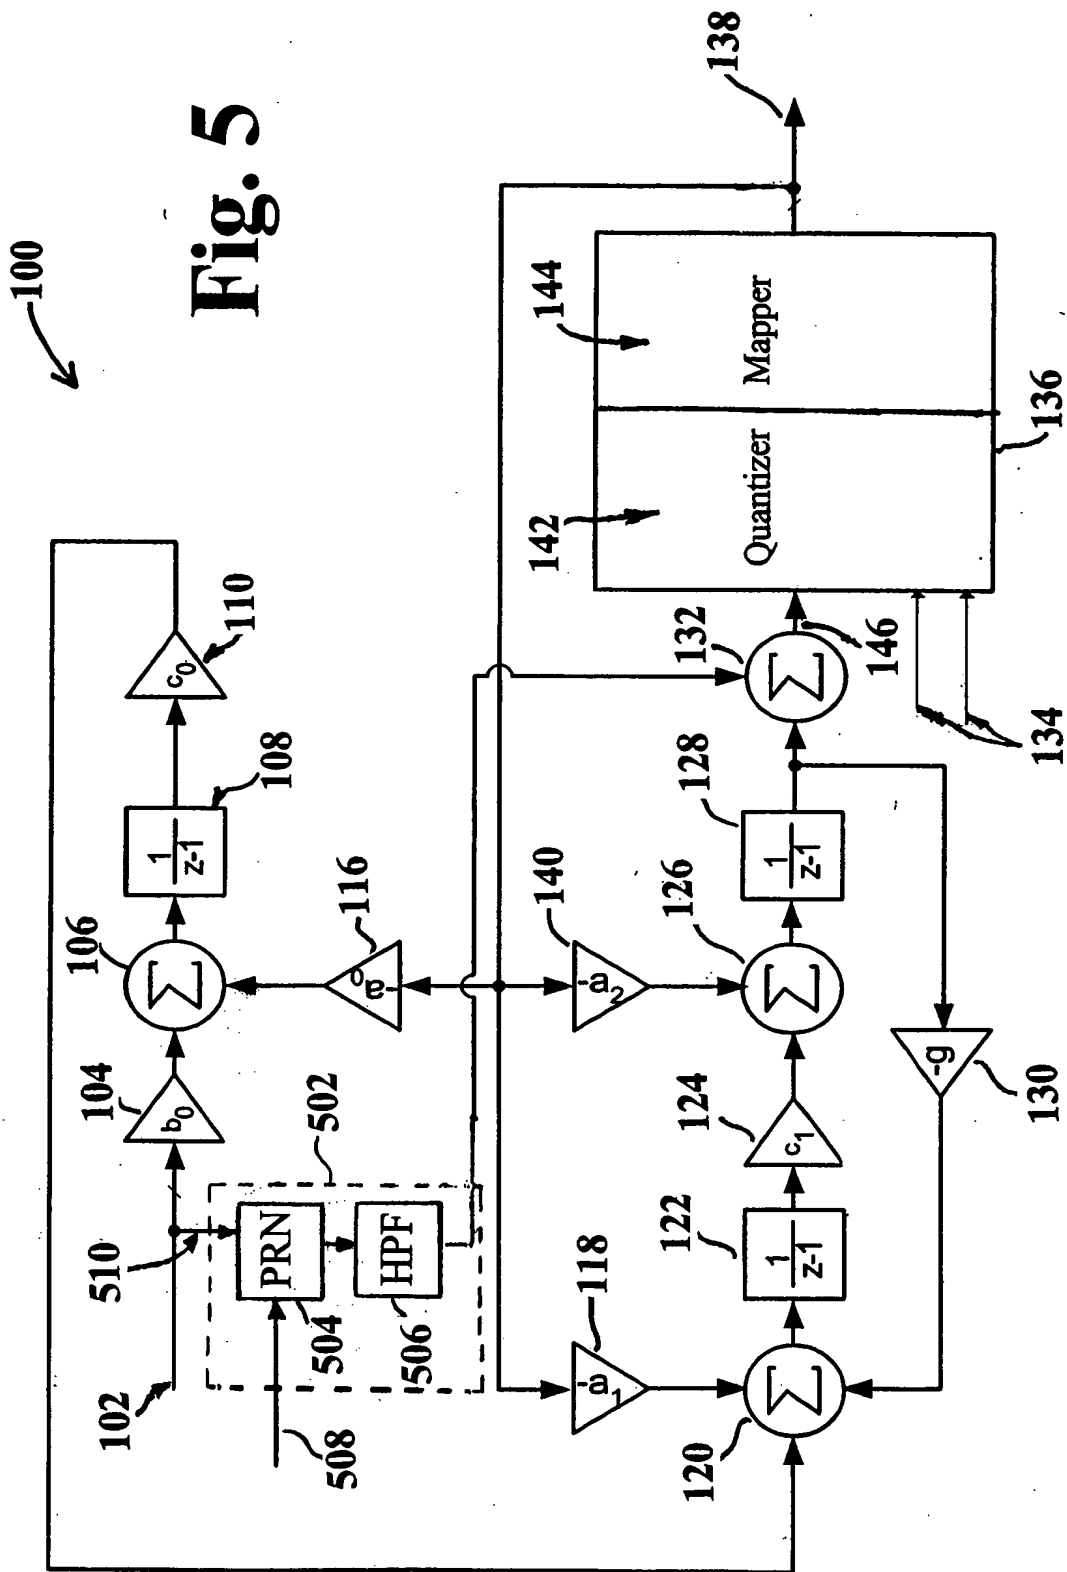 Fig. 5
100
110
c₀
108
1
z-1
106
Σ
116
-a₀
104
b₀
502
PRN
HPF
510
504
506
102
508
138
144
Mapper
142
Quantizer
136
132
Σ
146
134
128
1
z-1
140
-a₂
126
Σ
124
c₁
-g
130
122
1
z-1
118
-a₁
120
Σ